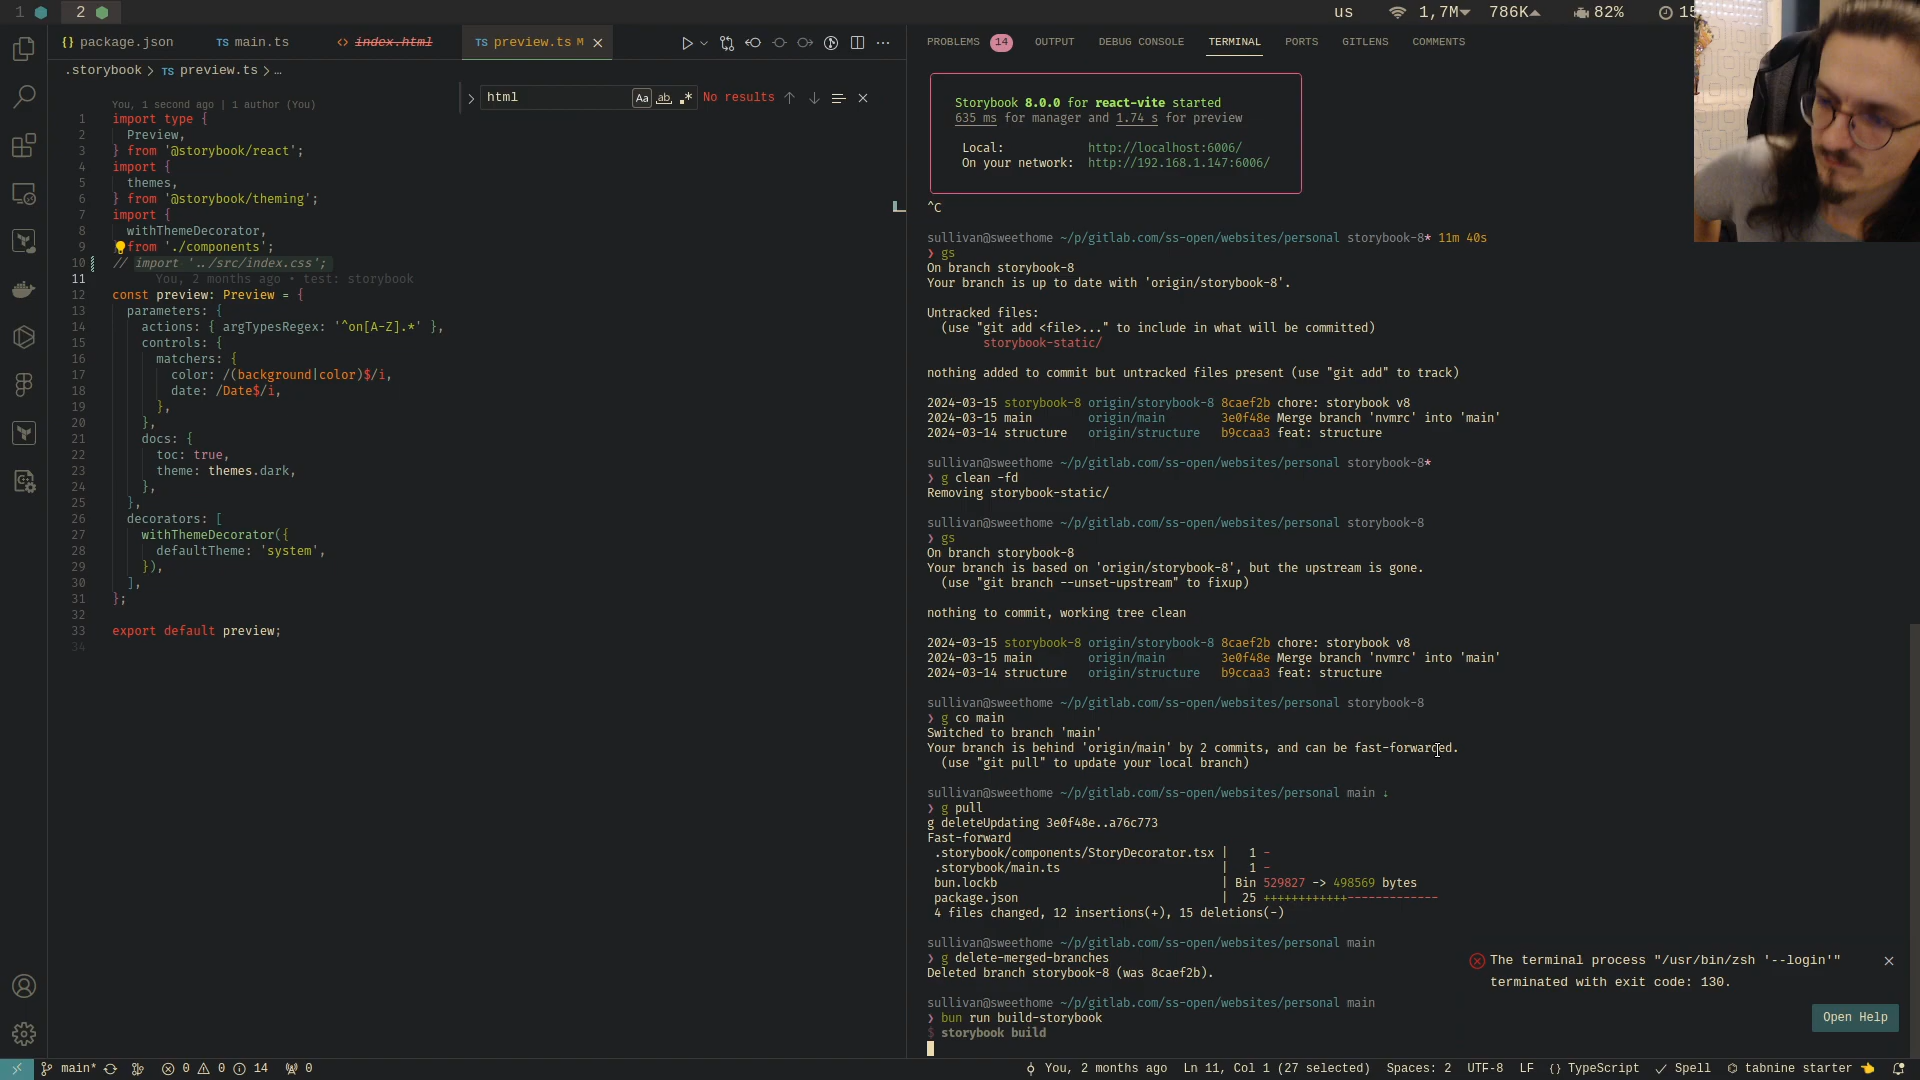 1 2 us 1,7M 786K 82% 15
package.json main.ts index.html preview.ts M
.storybook > preview.ts > …
html Aa ab .* No results
You, 1 second ago | 1 author (You)
1 import type {
2 Preview,
3 } from '@storybook/react';
4 import {
5 themes,
6 } from '@storybook/theming';
7 import {
8 withThemeDecorator,
9 from './components';
10 // import '../src/index.css';
11 You, 2 months ago • test: storybook
12 const preview: Preview = {
13 parameters: {
14 actions: { argTypesRegex: '^on[A-Z].*' },
15 controls: {
16 matchers: {
17 color: /(background|color)$/i,
18 date: /Date$/i,
19 },
20 },
21 docs: {
22 toc: true,
23 theme: themes.dark,
24 },
25 },
26 decorators: [
27 withThemeDecorator({
28 defaultTheme: 'system',
29 }),
30 ],
31 };
32
33 export default preview;
34
PROBLEMS 14 OUTPUT DEBUG CONSOLE TERMINAL PORTS GITLENS COMMENTS
Storybook 8.0.0 for react-vite started
635 ms for manager and 1.74 s for preview
Local: http://localhost:6006/
On your network: http://192.168.1.147:6006/
^C
sullivan@sweethome ~/p/gitlab.com/ss-open/websites/personal storybook-8* 11m 40s
❯ gs
On branch storybook-8
Your branch is up to date with 'origin/storybook-8'.
Untracked files:
(use "git add <file>..." to include in what will be committed)
storybook-static/
nothing added to commit but untracked files present (use "git add" to track)
2024-03-15 storybook-8 origin/storybook-8 8caef2b chore: storybook v8
2024-03-15 main origin/main 3e0f48e Merge branch 'nvmrc' into 'main'
2024-03-14 structure origin/structure b9ccaa3 feat: structure
sullivan@sweethome ~/p/gitlab.com/ss-open/websites/personal storybook-8*
❯ g clean -fd
Removing storybook-static/
sullivan@sweethome ~/p/gitlab.com/ss-open/websites/personal storybook-8
❯ gs
On branch storybook-8
Your branch is based on 'origin/storybook-8', but the upstream is gone.
(use "git branch --unset-upstream" to fixup)
nothing to commit, working tree clean
2024-03-15 storybook-8 origin/storybook-8 8caef2b chore: storybook v8
2024-03-15 main origin/main 3e0f48e Merge branch 'nvmrc' into 'main'
2024-03-14 structure origin/structure b9ccaa3 feat: structure
sullivan@sweethome ~/p/gitlab.com/ss-open/websites/personal storybook-8
❯ g co main
Switched to branch 'main'
Your branch is behind 'origin/main' by 2 commits, and can be fast-forwarded.
(use "git pull" to update your local branch)
sullivan@sweethome ~/p/gitlab.com/ss-open/websites/personal main ↓
❯ g pull
g deleteUpdating 3e0f48e..a76c773
Fast-forward
.storybook/components/StoryDecorator.tsx | 1 -
.storybook/main.ts | 1 -
bun.lockb | Bin 529827 -> 498569 bytes
package.json | 25 ++++++++++++-------------
4 files changed, 12 insertions(+), 15 deletions(-)
sullivan@sweethome ~/p/gitlab.com/ss-open/websites/personal main
❯ g delete-merged-branches
Deleted branch storybook-8 (was 8caef2b).
sullivan@sweethome ~/p/gitlab.com/ss-open/websites/personal main
❯ bun run build-storybook
$ storybook build
The terminal process "/usr/bin/zsh '--login'"
terminated with exit code: 130.
Open Help
main* 0 0 14 0 You, 2 months ago Ln 11, Col 1 (27 selected) Spaces: 2 UTF-8 LF {} TypeScript Spell tabnine starter